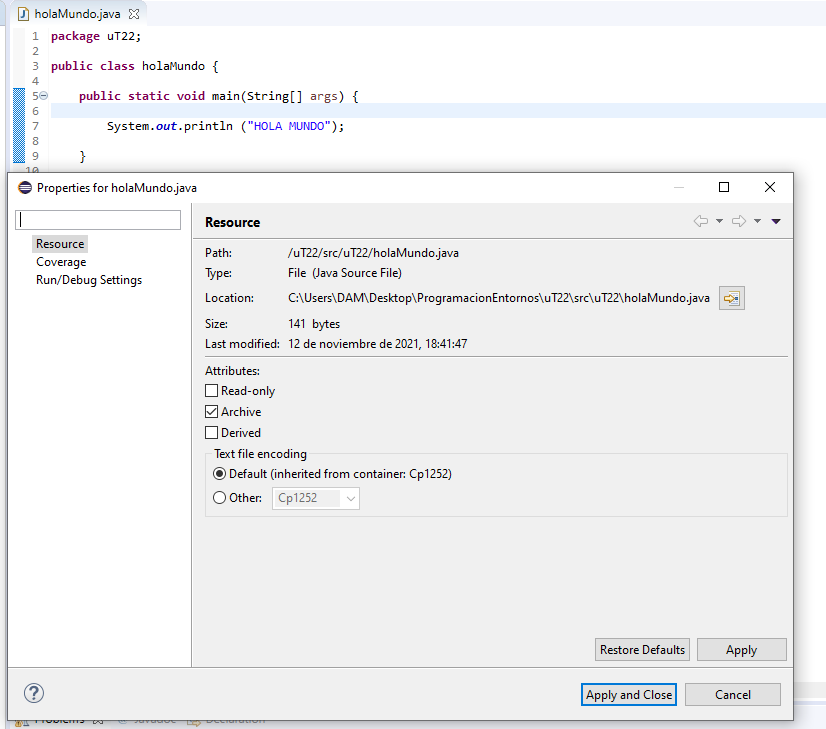 holaMundo.java
1 package uT22;
2
3 public class holaMundo {
4
5 public static void main(String[] args) {
6
7 System.out.println ("HOLA MUNDO");
8
9 }
10
Properties for holaMundo.java
Resource
Coverage
Run/Debug Settings
Resource
Path: /uT22/src/uT22/holaMundo.java
Type: File (Java Source File)
Location: C:\Users\DAM\Desktop\ProgramacionEntornos\uT22\src\uT22\holaMundo.java
Size: 141 bytes
Last modified: 12 de noviembre de 2021, 18:41:47
Attributes:
Read-only
Archive
Derived
Text file encoding
Default (inherited from container: Cp1252)
Other: Cp1252
Restore Defaults Apply
?
Apply and Close Cancel
Problems Javadoc Declaration